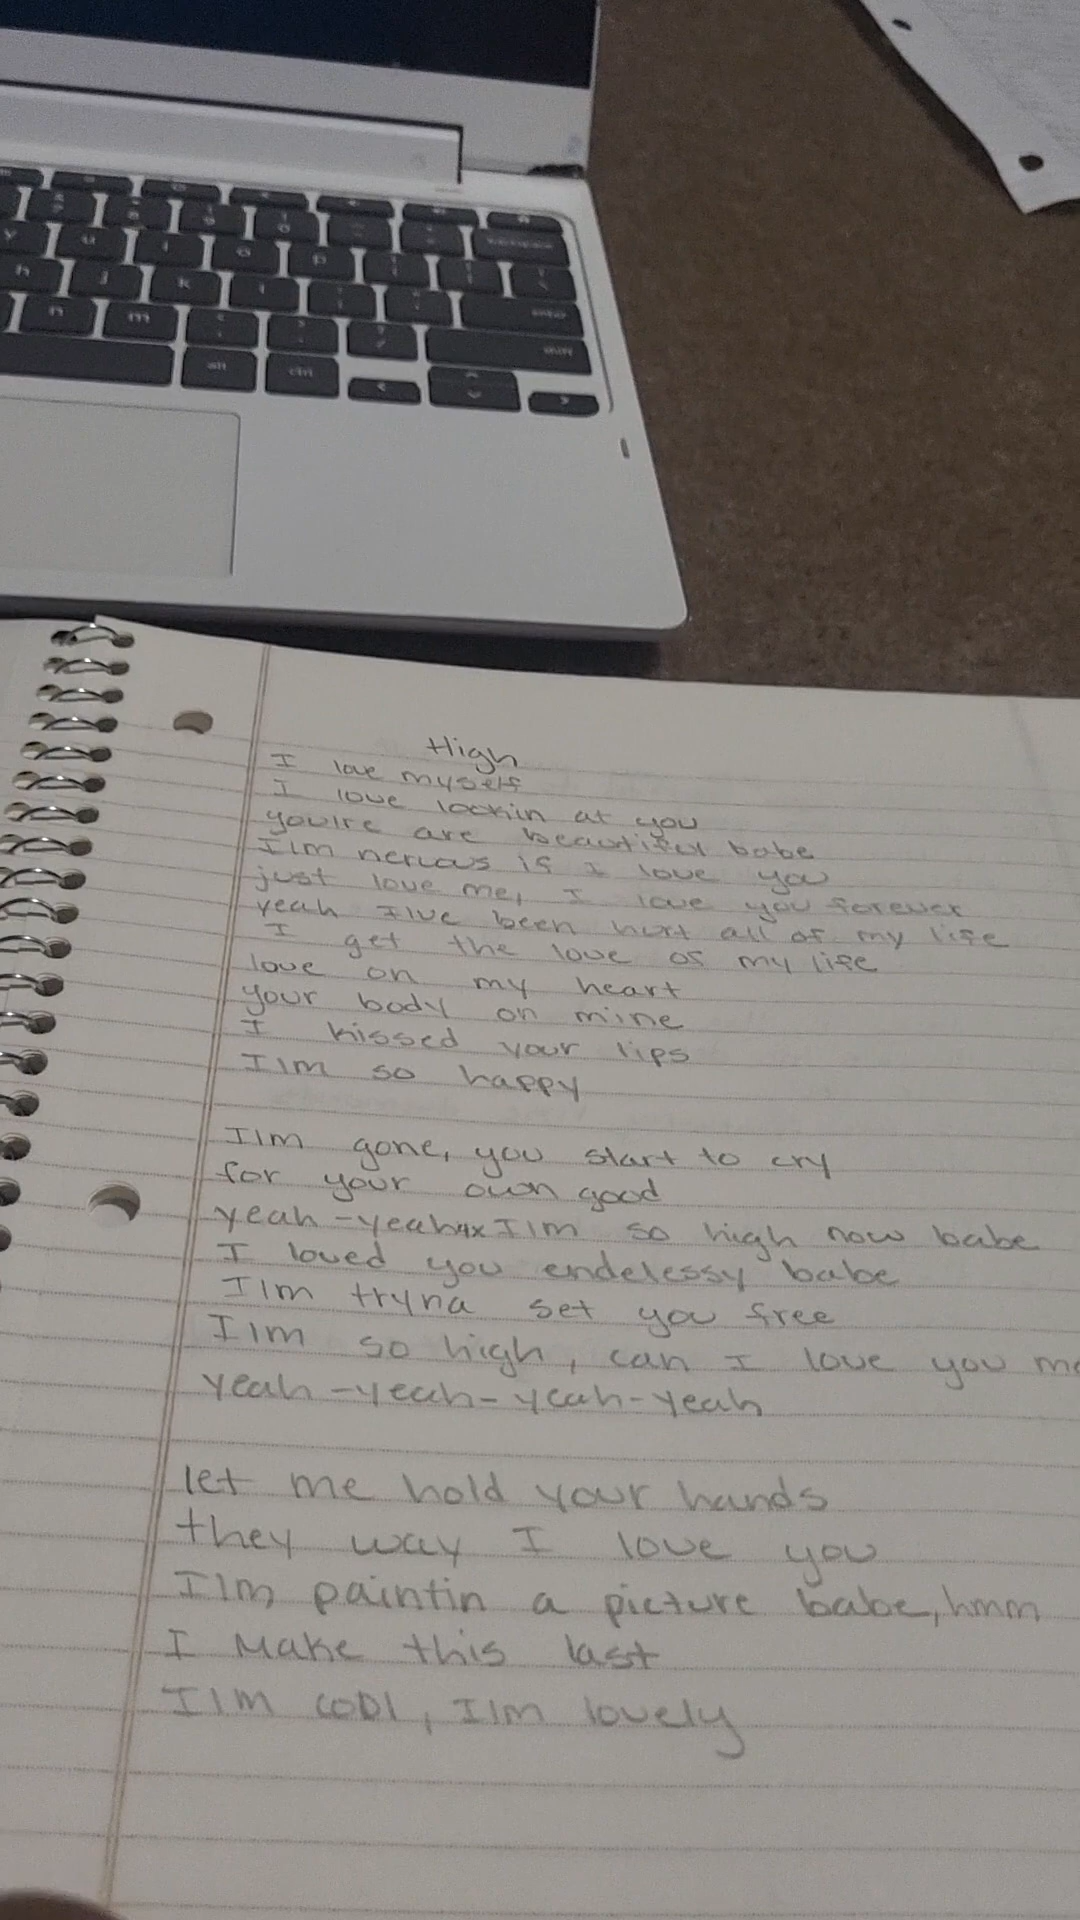 y
u
i
o
p
h
j
k
l
n
m
alt
ctrl
High
I love myself
I love lookin at you
you're are beautiful babe
I'm nervous if I love you
just love me, I love you forever
yeah I've been hurt all of my life
I get the love of my life
love on my heart
your body on mine
I kissed your lips
I'm so happy
I'm gone, you start to cry
for your own good
yeah-yeah I'm so high now babe
I loved you endelessy babe
I'm tryna set you free
I'm so high, can I love you mo
yeah-yeah-yeah-yeah
let me hold your hands
they way I love you
I'm paintin a picture babe, hmm
I make this last
I'm cool, I'm lovely